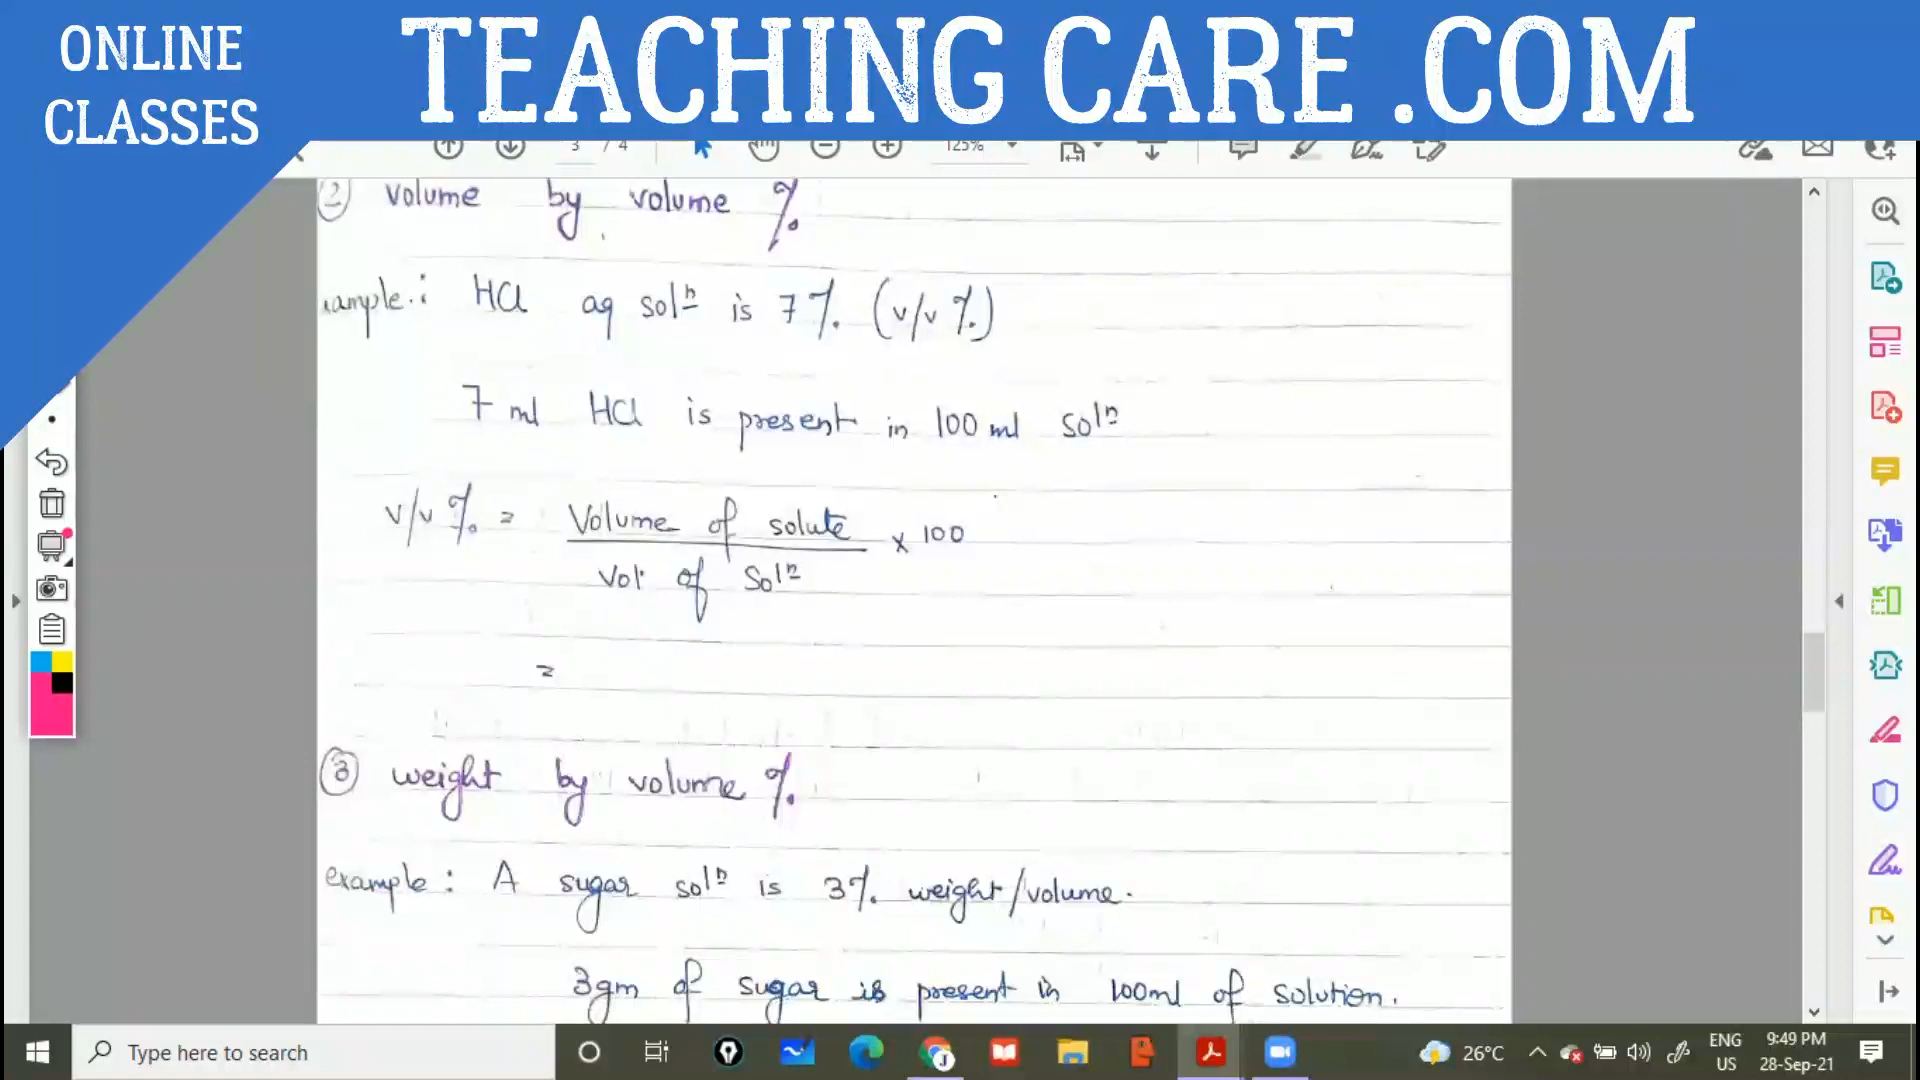 ONLINE
CLASSES
TEACHING CARE .COM
3 / 4
125%
② volume by volume %
ample : HCl aq solⁿ is 7% (v/v %)
7 ml HCl is present in 100 ml solⁿ
v/v % = Volume of solute × 100
Vol. of Solⁿ
=
③ weight by volume %
example : A sugar solⁿ is 3% weight/volume.
3gm of sugar is present in 100ml of solution.
Type here to search
26°C
ENG
US
9:49 PM
28-Sep-21